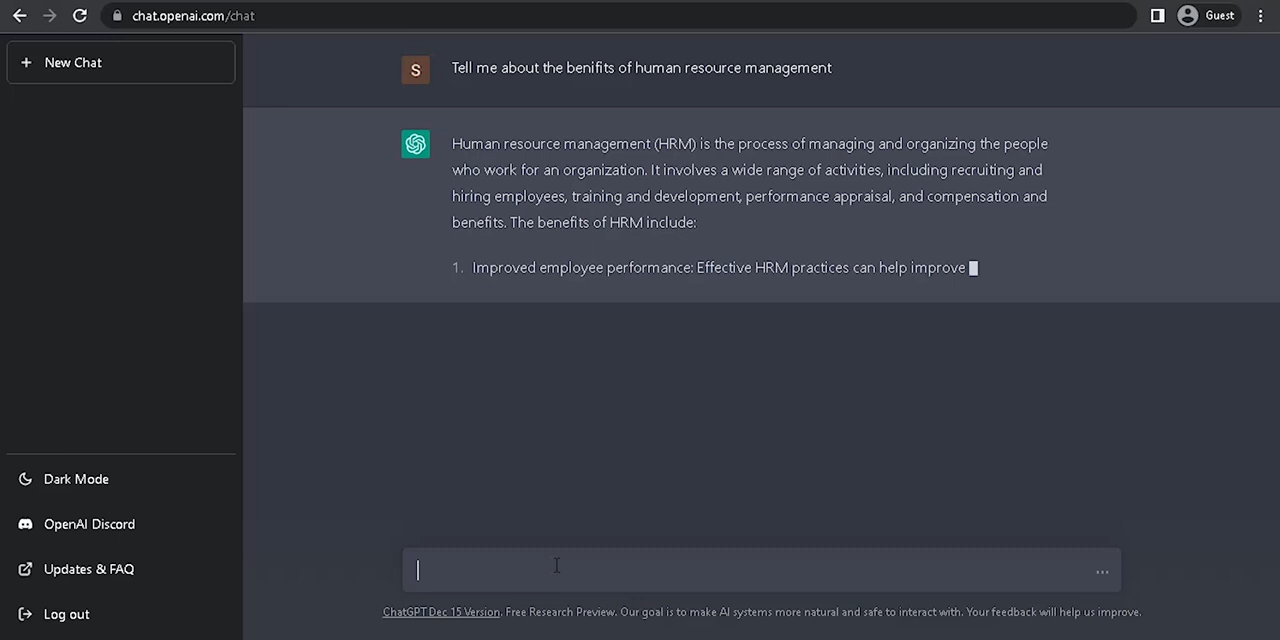 chat.openai.com/chat
Guest
New Chat
S
Tell me about the benifits of human resource management
Human resource management (HRM) is the process of managing and organizing the people
who work for an organization. It involves a wide range of activities, including recruiting and
hiring employees, training and development, performance appraisal, and compensation and
benefits. The benefits of HRM include:
1. Improved employee performance: Effective HRM practices can help improve
Dark Mode
OpenAI Discord
Updates & FAQ
Log out
ChatGPT Dec 15 Version. Free Research Preview. Our goal is to make AI systems more natural and safe to interact with. Your feedback will help us improve.